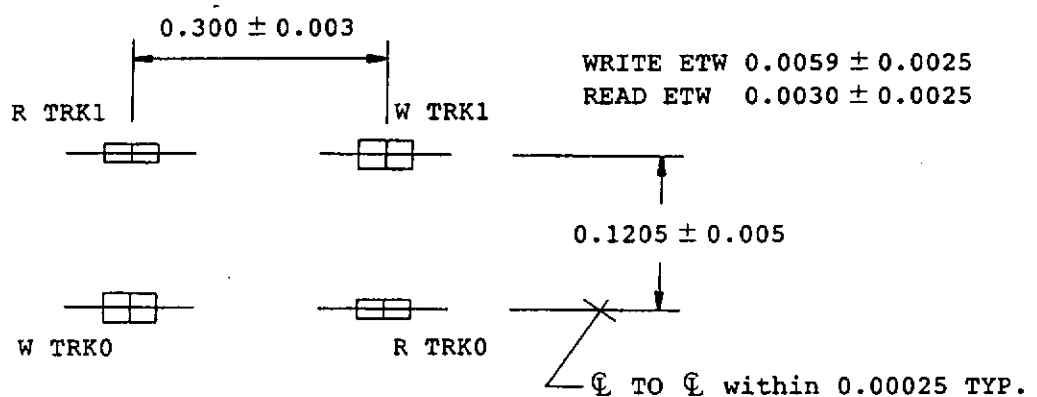 0.300 ± 0.003
WRITE ETW 0.0059 ± 0.0025
READ ETW 0.0030 ± 0.0025
R TRK1
W TRK1
0.1205 ± 0.005
W TRK0
R TRK0
℄ TO ℄ within 0.00025 TYP.